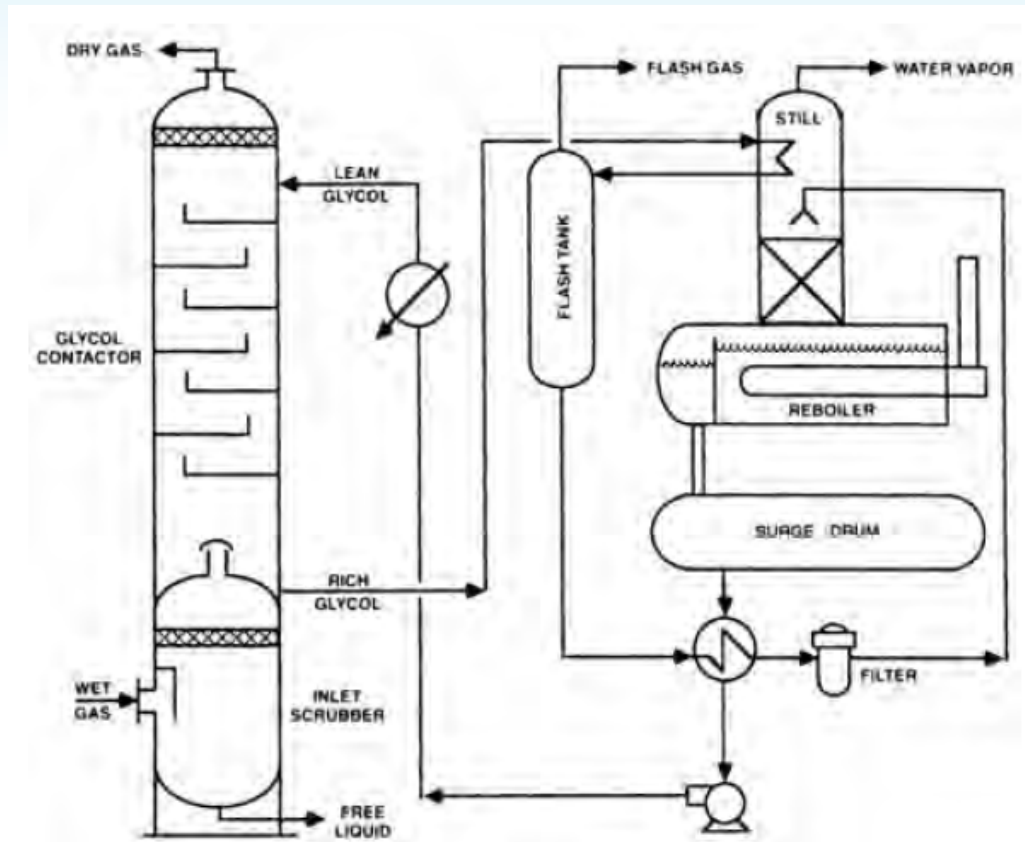 DRY GAS
FLASH GAS
WATER VAPOR
STILL
LEAN
GLYCOL
FLASH TANK
GLYCOL
CONTACTOR
REBOILER
SURGE DRUM
RICH
GLYCOL
FILTER
WET
GAS
INLET
SCRUBBER
FREE
LIQUID